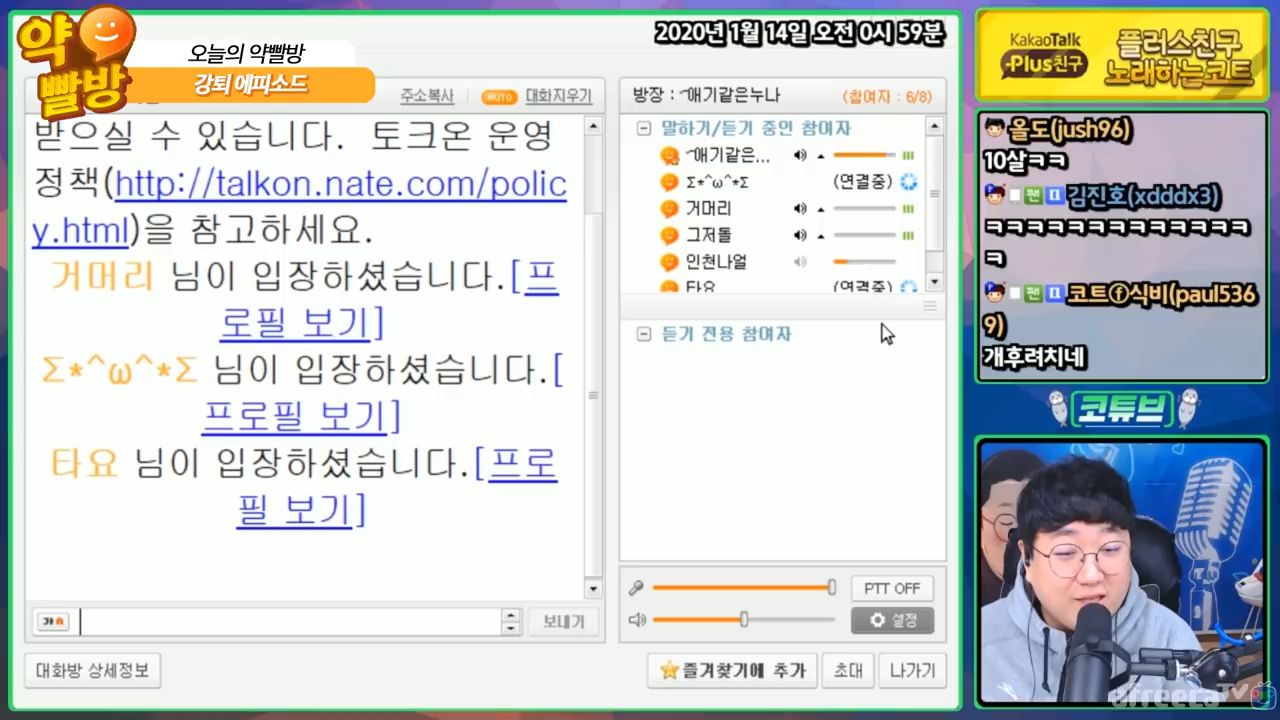 약빨방
오늘의 약빨방
강퇴 에피소드
2020년 1월 14일 오전 0시 59분
주소복사
AUTO 대화지우기
받으실 수 있습니다. 토크온 운영
정책(http://talkon.nate.com/polic
y.html)을 참고하세요.
거머리 님이 입장하셨습니다.[프
로필 보기]
Σ*^ω^*Σ 님이 입장하셨습니다.[
프로필 보기]
타요 님이 입장하셨습니다.[프로
필 보기]
가
보내기
대화방 상세정보
방장 : ⌒애기같은누나
(참여자 : 6/8)
말하기/듣기 중인 참여자
⌒애기같은...
Σ*^ω^*Σ (연결중)
거머리
그저돌
인천나얼
타요 (연결중)
듣기 전용 참여자
PTT OFF
설정
즐겨찾기에 추가
초대
나가기
KakaoTalk
Plus친구
플러스친구
노래하는코트
올도(jush96)
10살ㅋㅋ
팬 김진호(xdddx3)
ㅋㅋㅋㅋㅋㅋㅋㅋㅋㅋㅋㅋㅋ
ㅋ
팬 코트ⓕ식비(paul536
9)
개후려치네
코튜브
afreecaTV